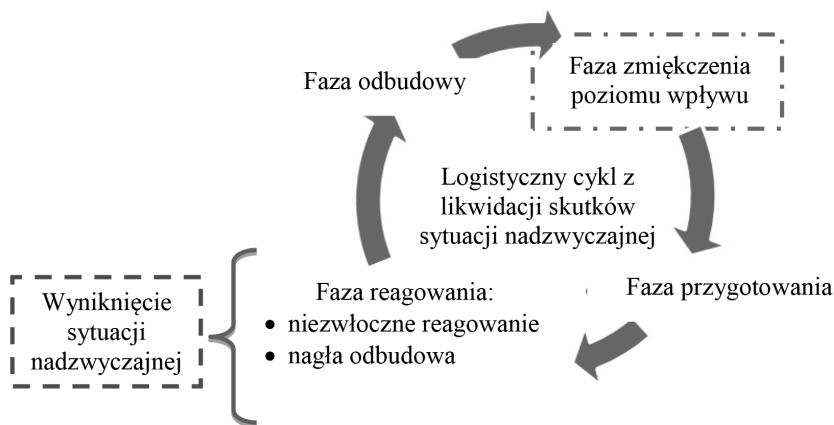 Faza odbudowy
Faza zmiękczenia
poziomu wpływu
Logistyczny cykl z
likwidacji skutków
sytuacji nadzwyczajnej
Faza przygotowania
Faza reagowania:
• niezwłoczne reagowanie
• nagła odbudowa
Wyniknięcie
sytuacji
nadzwyczajnej